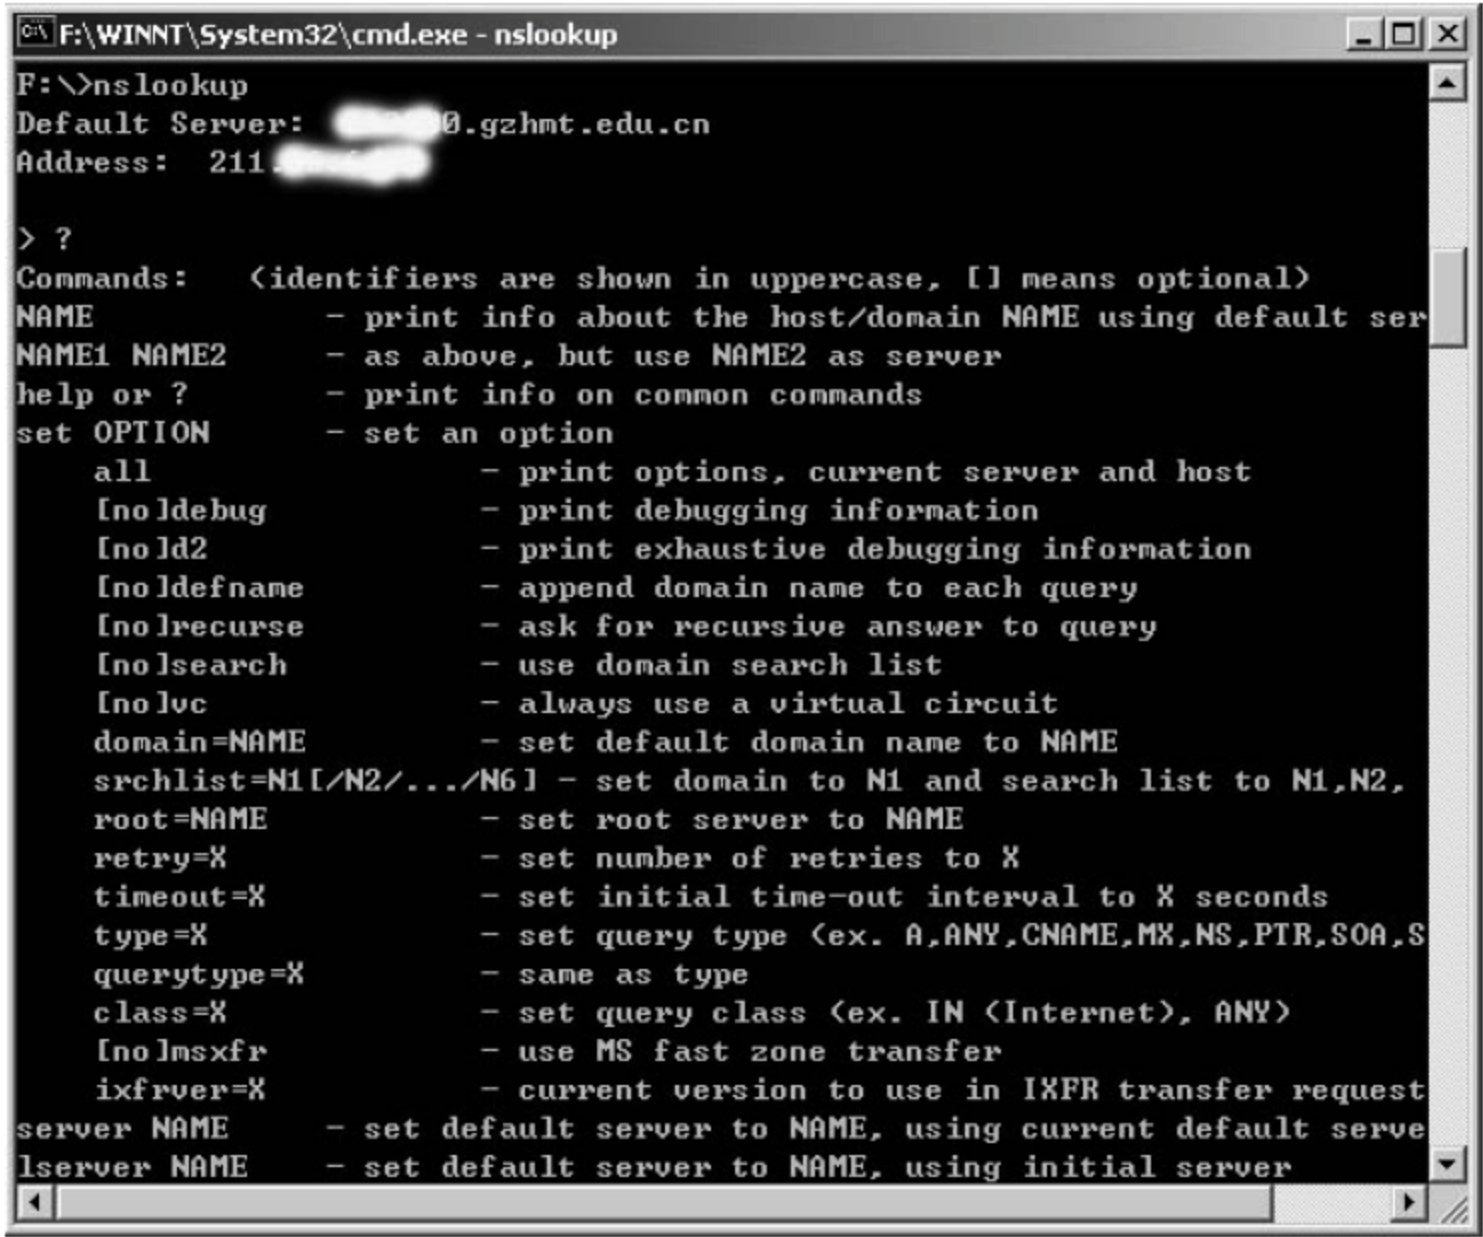 F:\WINNT\System32\cmd.exe - nslookup
F:\>nslookup
Default Server: 0.gzhmt.edu.cn
Address: 211.
> ?
Commands: (identifiers are shown in uppercase, [] means optional)
NAME - print info about the host/domain NAME using default ser
NAME1 NAME2 - as above, but use NAME2 as server
help or ? - print info on common commands
set OPTION - set an option
all - print options, current server and host
[no]debug - print debugging information
[no]d2 - print exhaustive debugging information
[no]defname - append domain name to each query
[no]recurse - ask for recursive answer to query
[no]search - use domain search list
[no]vc - always use a virtual circuit
domain=NAME - set default domain name to NAME
srchlist=N1[/N2/.../N6] - set domain to N1 and search list to N1,N2,
root=NAME - set root server to NAME
retry=X - set number of retries to X
timeout=X - set initial time-out interval to X seconds
type=X - set query type (ex. A,ANY,CNAME,MX,NS,PTR,SOA,S
querytype=X - same as type
class=X - set query class (ex. IN (Internet), ANY)
[no]msxfr - use MS fast zone transfer
ixfrver=X - current version to use in IXFR transfer request
server NAME - set default server to NAME, using current default serve
lserver NAME - set default server to NAME, using initial server